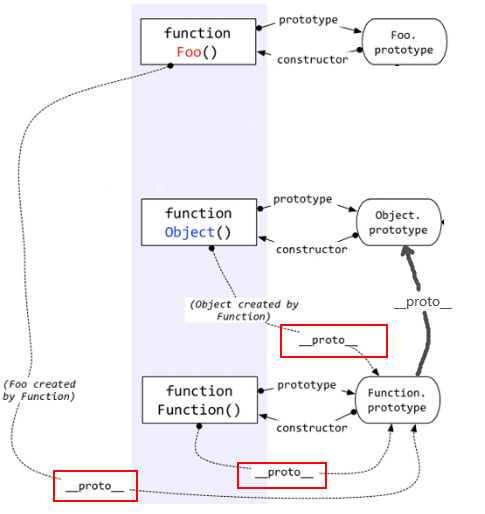 function
Foo()
prototype
constructor
Foo.
prototype
function
Object()
prototype
constructor
Object.
prototype
(Object created by
Function)
__proto__
__proto__
(Foo created
by Function)
function
Function()
prototype
constructor
Function.
prototype
__proto__
__proto__